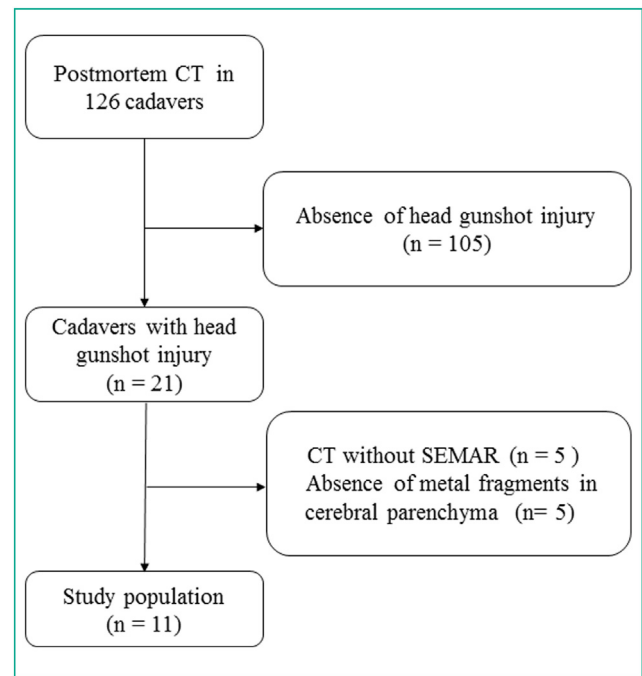 Postmortem CT in
126 cadavers
Absence of head gunshot injury
(n = 105)
Cadavers with head
gunshot injury
(n = 21)
CT without SEMAR (n = 5 )
Absence of metal fragments in
cerebral parenchyma (n= 5)
Study population
(n = 11)